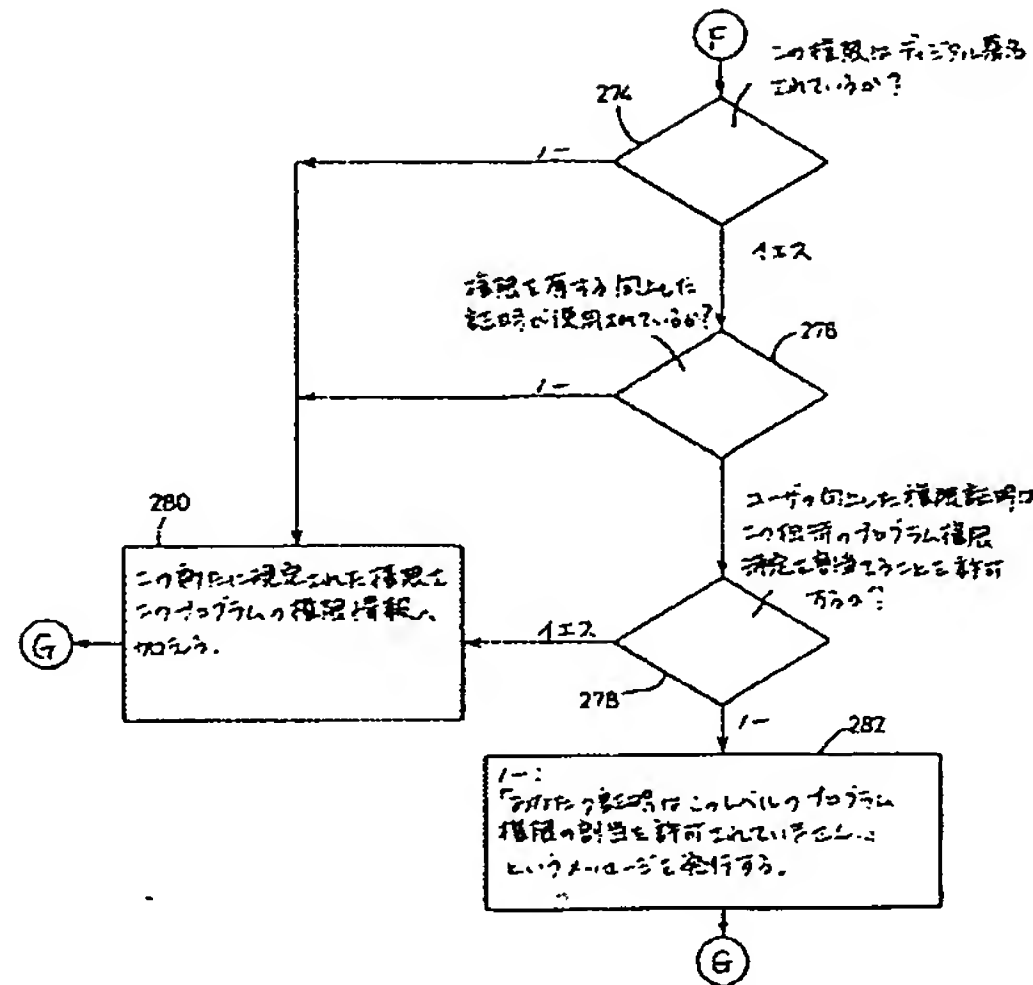 F
この権限はディジタル署名
されているか?
274
ノー
イエス
権限を有する向上した
証明が使用されているか?
276
ノー
ユーザの向上した権限証明は
この保持のプログラム権限
設定を割当てることを許可
するか?
280
この新たに規定された権限を
このプログラムの権限情報へ
加える。
G
イエス
278
ノー
282
ノー:
「あなたの証明はこのレベルのプログラム
権限の割当を許可されていません」
というメッセージを発行する。
G